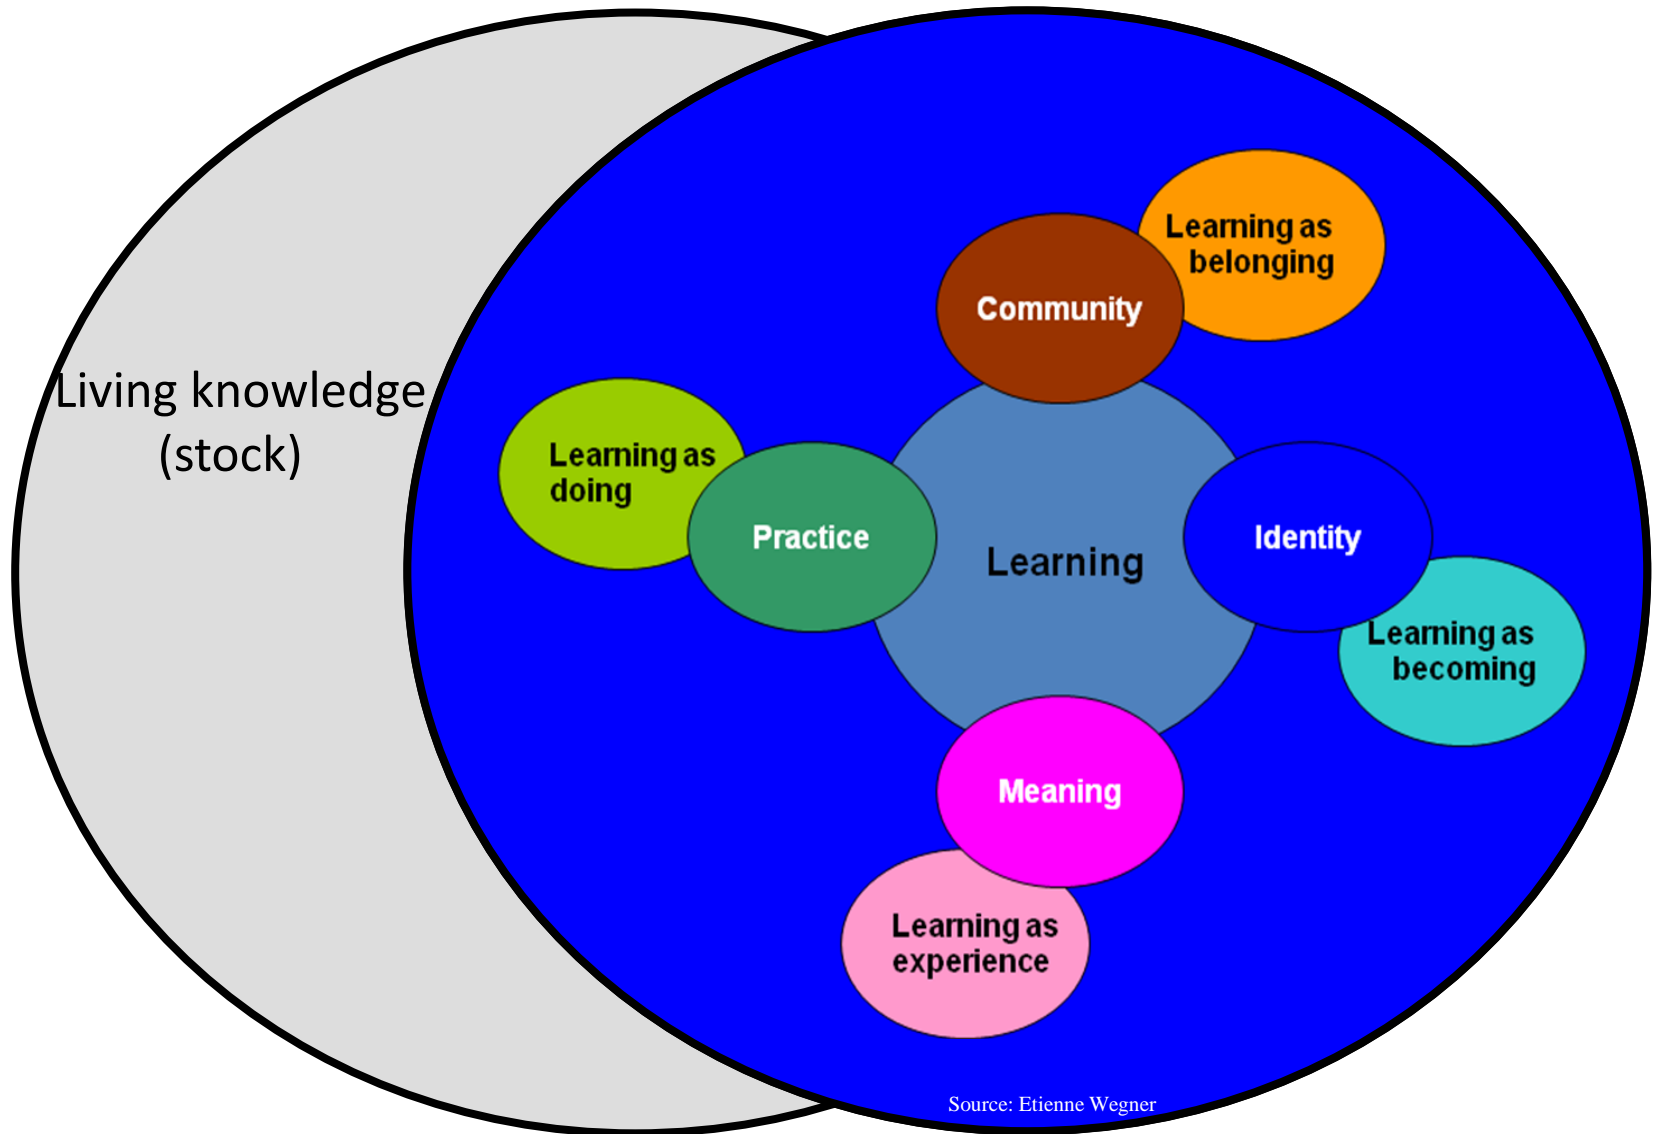 Living knowledge
(stock)
Learning as
belonging
Community
Learning as
doing
Practice
Learning
Identity
Learning as
becoming
Meaning
Learning as
experience
Source: Etienne Wegner